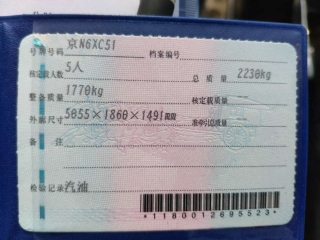 号牌号码 京N6XC51 档案编号
核定载人数 5人 总质量 2230kg
整备质量 1770kg 核定载质量
外廓尺寸 5055×1860×1491mm 准牵引总质量
备注
检验记录 汽油
*1180012695523*